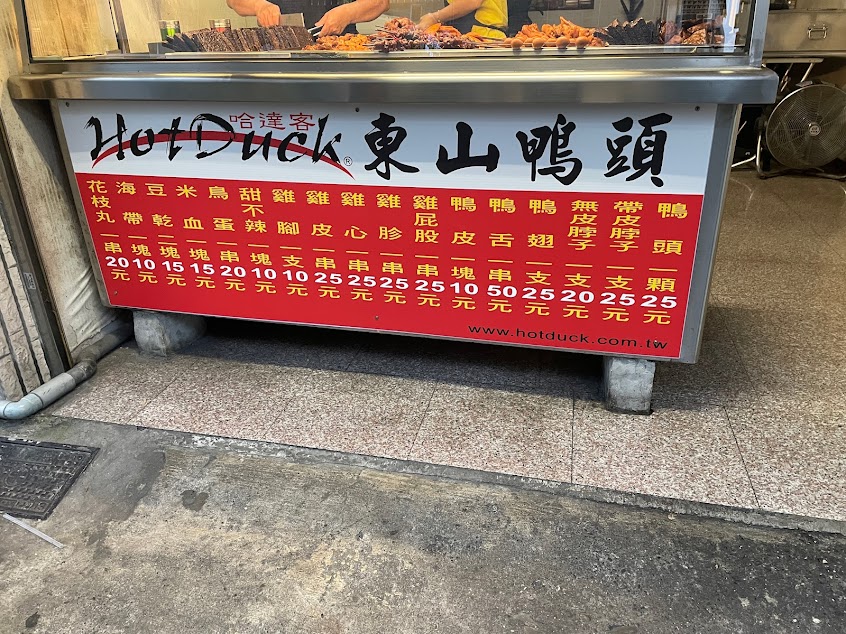 哈達客
HotDuck® 東山鴨頭
鴨頭一顆25元
帶皮脖子一支25元
無皮脖子一支20元
鴨翅一支25元
鴨舌一串50元
鴨皮一塊10元
雞屁股一串25元
雞胗一串25元
雞心一串25元
雞皮一串25元
雞腳一支10元
甜不辣一塊10元
鳥蛋一串20元
米血一塊15元
豆乾一塊15元
海帶一塊10元
花枝丸一串20元
www.hotduck.com.tw